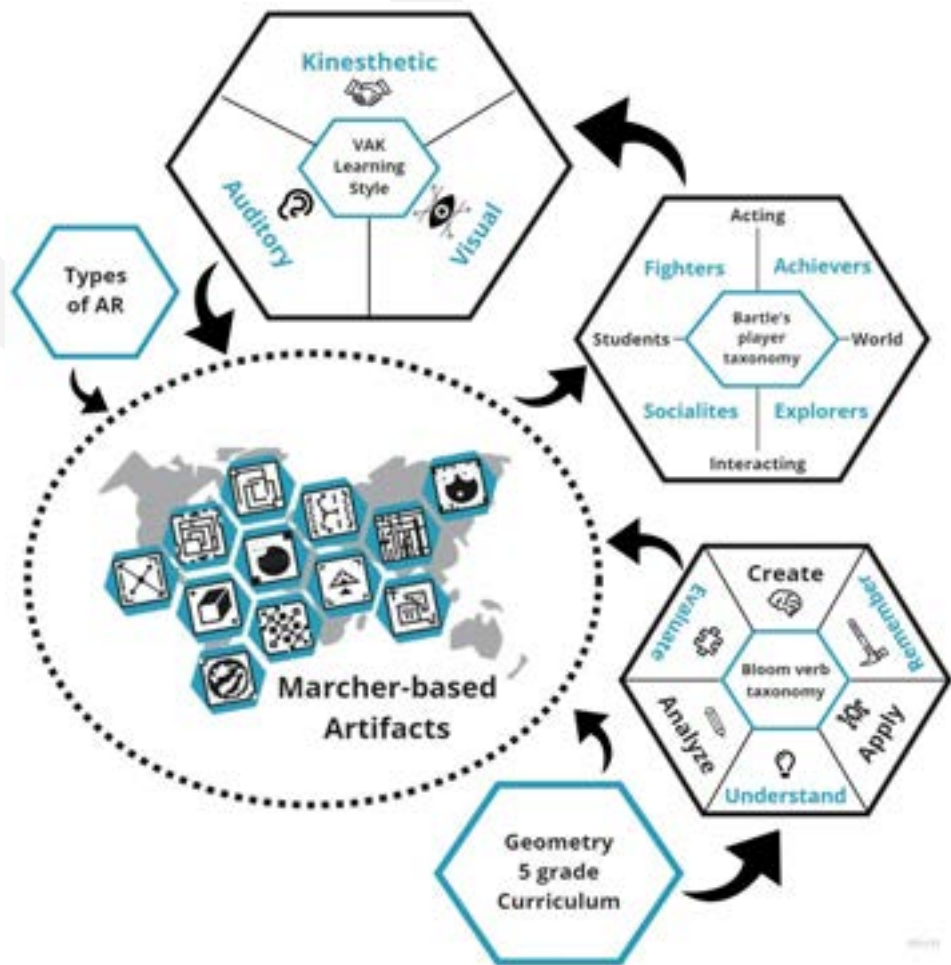 Kinesthetic
VAK
Learning
Style
Auditory
Visual
Types
of AR
Acting
Fighters
Achievers
Bartle's
player
taxonomy
Students
World
Socialites
Explorers
Interacting
Marcher-based
Artifacts
Create
Remember
Evaluate
Bloom verb
taxonomy
Analyze
Apply
Understand
Geometry
5 grade
Curriculum